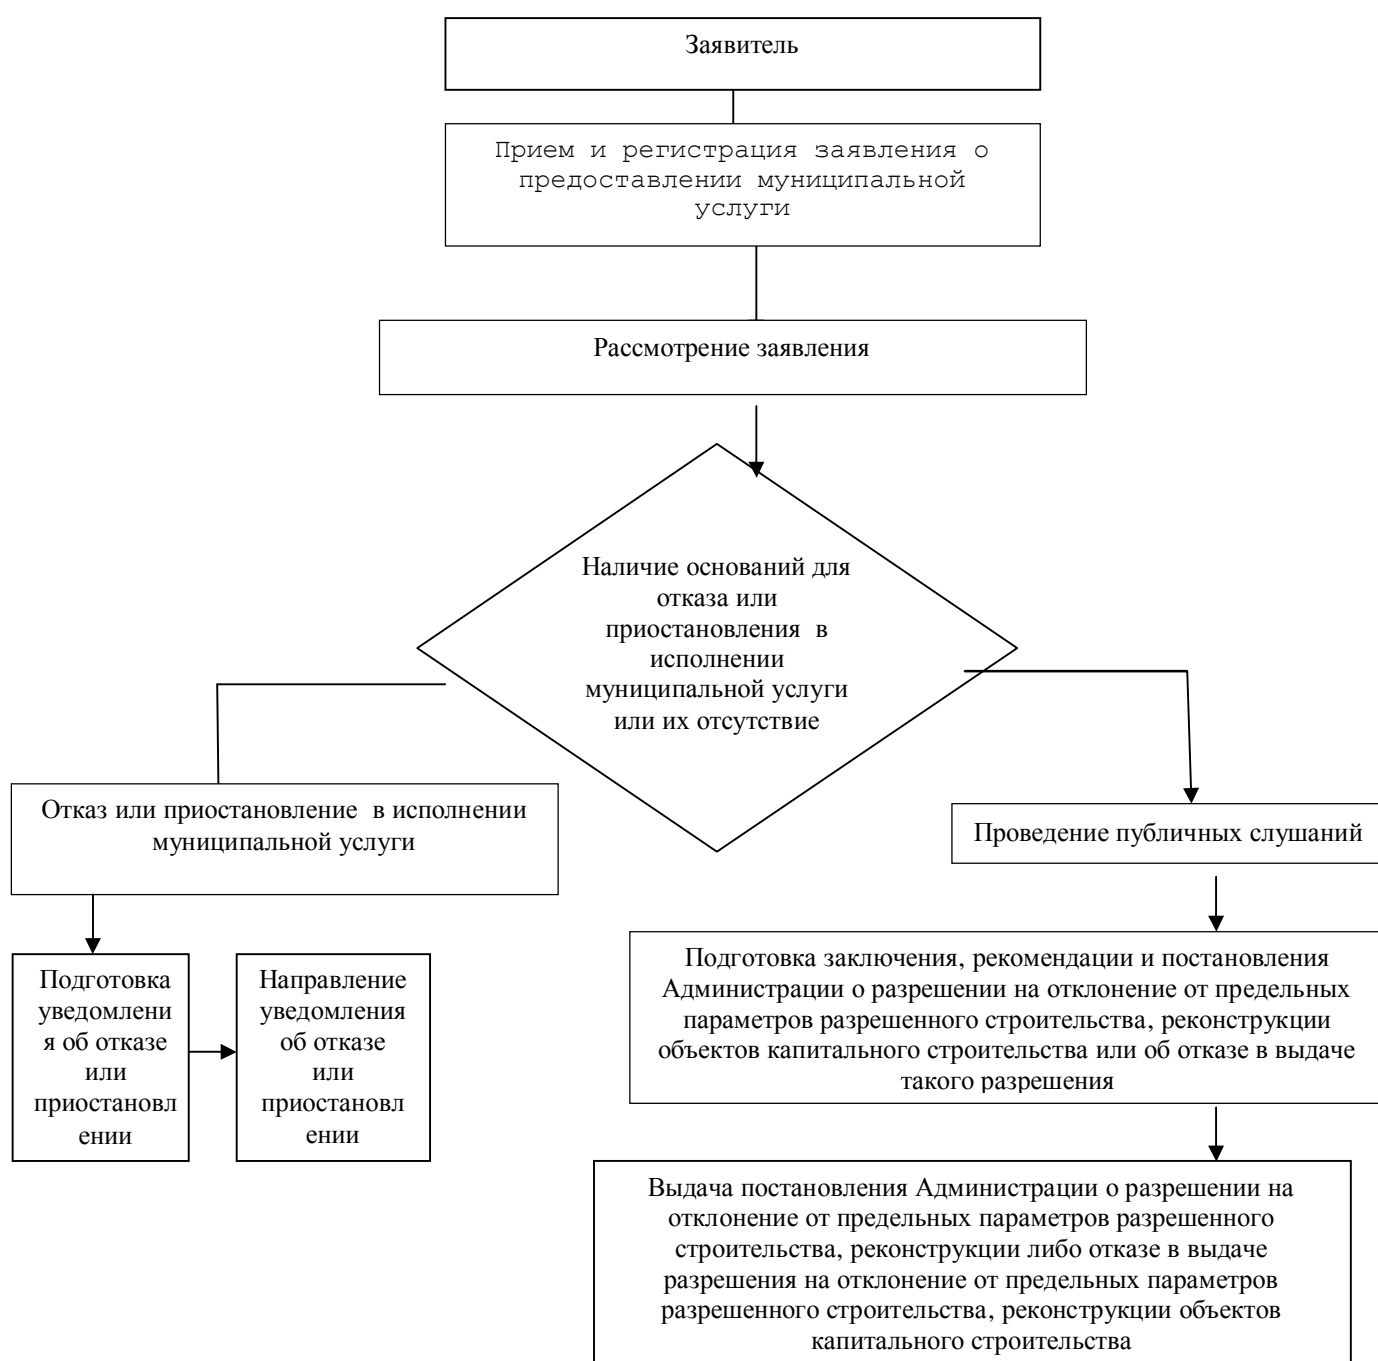 Заявитель
Прием и регистрация заявления о
предоставлении муниципальной
услуги
Рассмотрение заявления
Наличие оснований для
отказа или
приостановления в
исполнении
муниципальной услуги
или их отсутствие
Отказ или приостановление в исполнении
муниципальной услуги
Проведение публичных слушаний
Подготовка
уведомлени
я об отказе
или
приостановл
ении
Направление
уведомления
об отказе
или
приостановл
ении
Подготовка заключения, рекомендации и постановления
Администрации о разрешении на отклонение от предельных
параметров разрешенного строительства, реконструкции
объектов капитального строительства или об отказе в выдаче
такого разрешения
Выдача постановления Администрации о разрешении на
отклонение от предельных параметров разрешенного
строительства, реконструкции либо отказе в выдаче
разрешения на отклонение от предельных параметров
разрешенного строительства, реконструкции объектов
капитального строительства